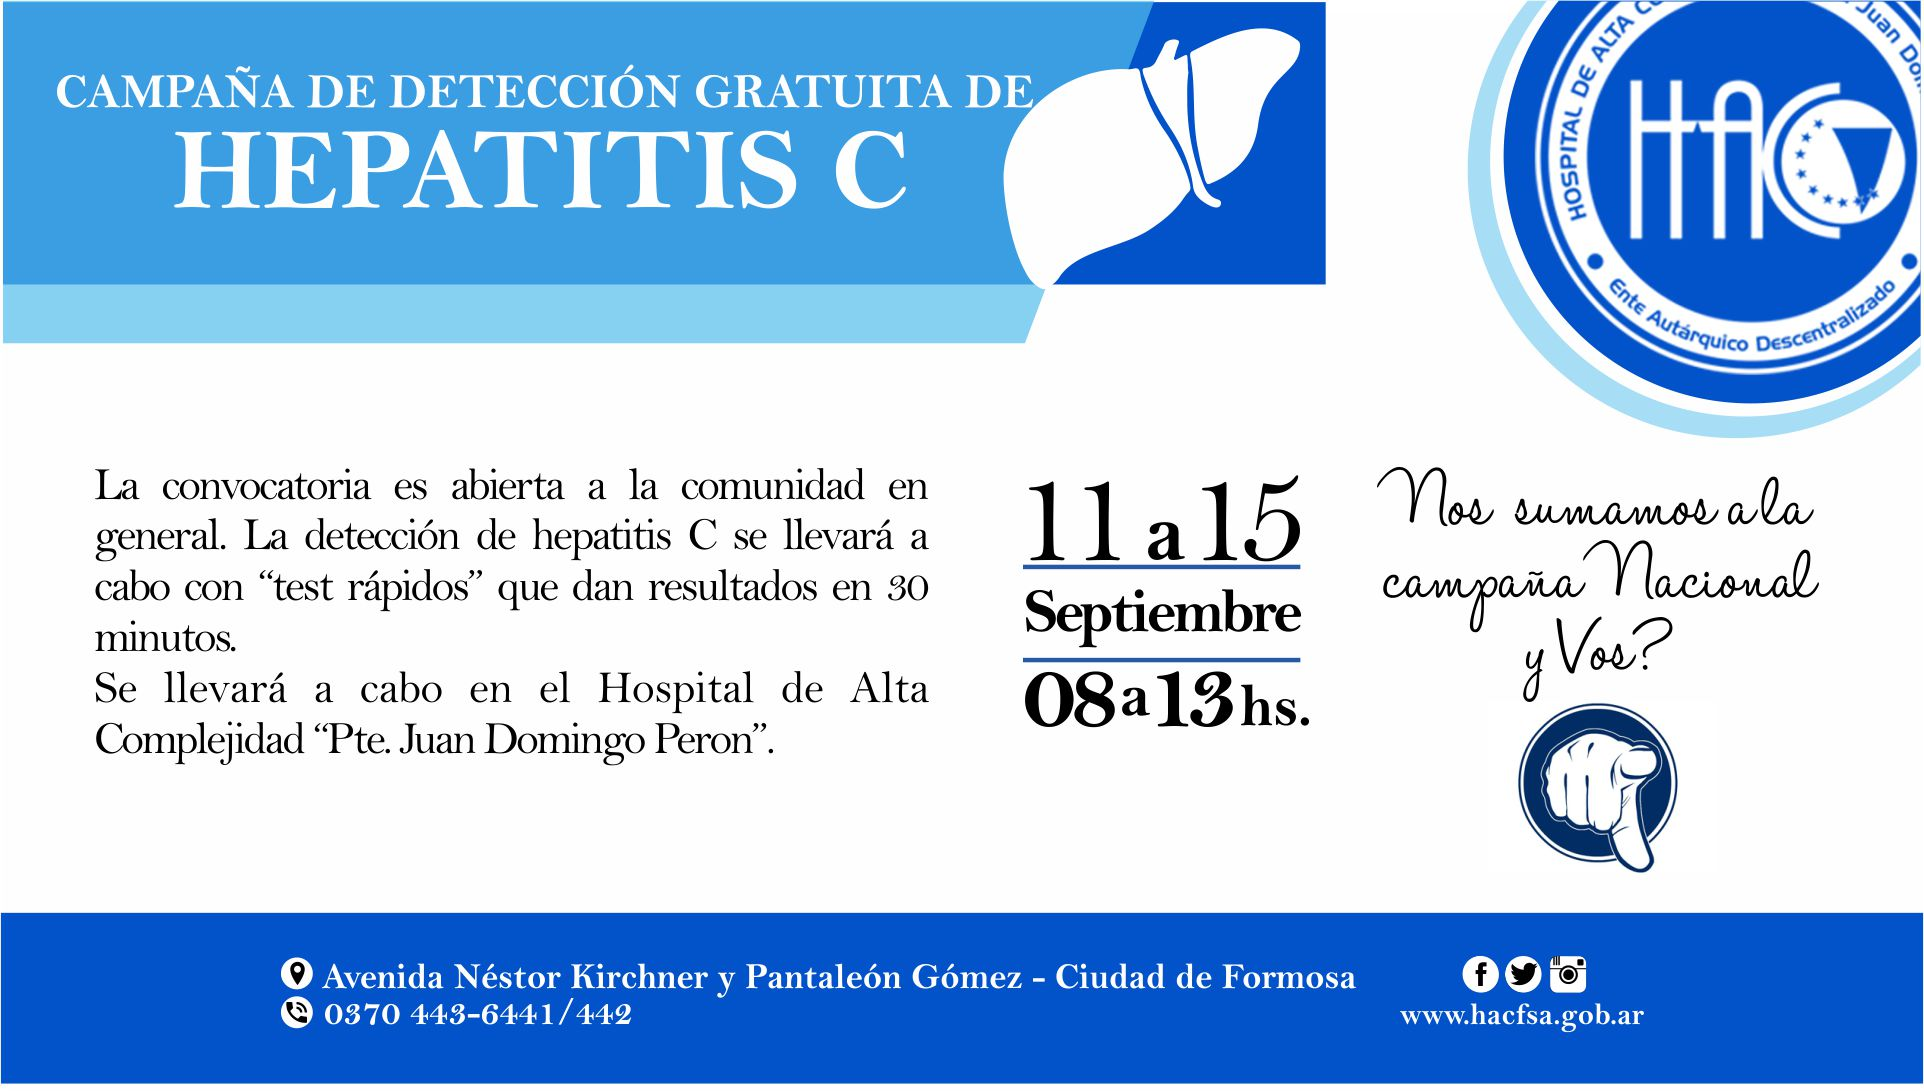 CAMPAÑA DE DETECCIÓN GRATUITA DE
HEPATITIS C
HOSPITAL DE ALTA
Juan
HAC
Ente Autárquico Descentralizado
La convocatoria es abierta a la comunidad en
general. La detección de hepatitis C se llevará a
cabo con “test rápidos” que dan resultados en 30
minutos.
Se llevará a cabo en el Hospital de Alta
Complejidad “Pte. Juan Domingo Peron”.
11 a 15
Septiembre
08 a 13 hs.
Nos sumamos a la
campaña Nacional
y Vos?
Avenida Néstor Kirchner y Pantaleón Gómez - Ciudad de Formosa
0370 443-6441/442
www.hacfsa.gob.ar